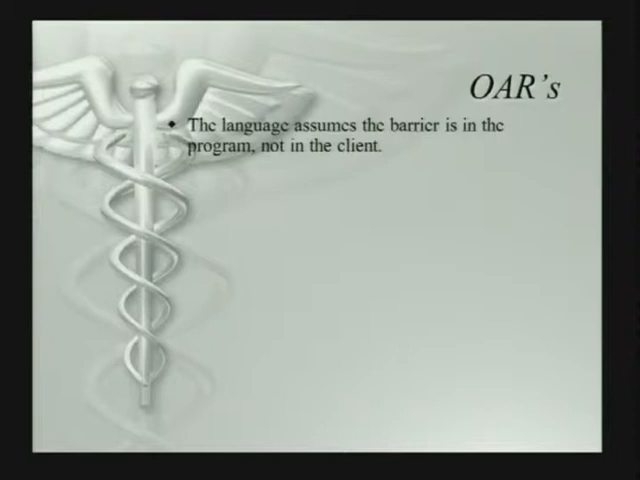 OAR's
• The language assumes the barrier is in the
program, not in the client.